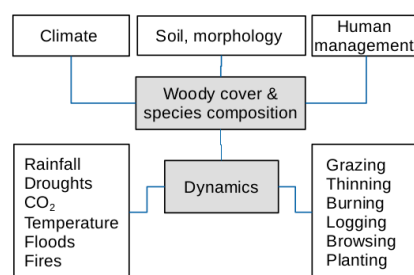 Climate
Soil, morphology
Human
management
Woody cover &
species composition
Rainfall
Droughts
CO₂
Temperature
Floods
Fires
Dynamics
Grazing
Thinning
Burning
Logging
Browsing
Planting